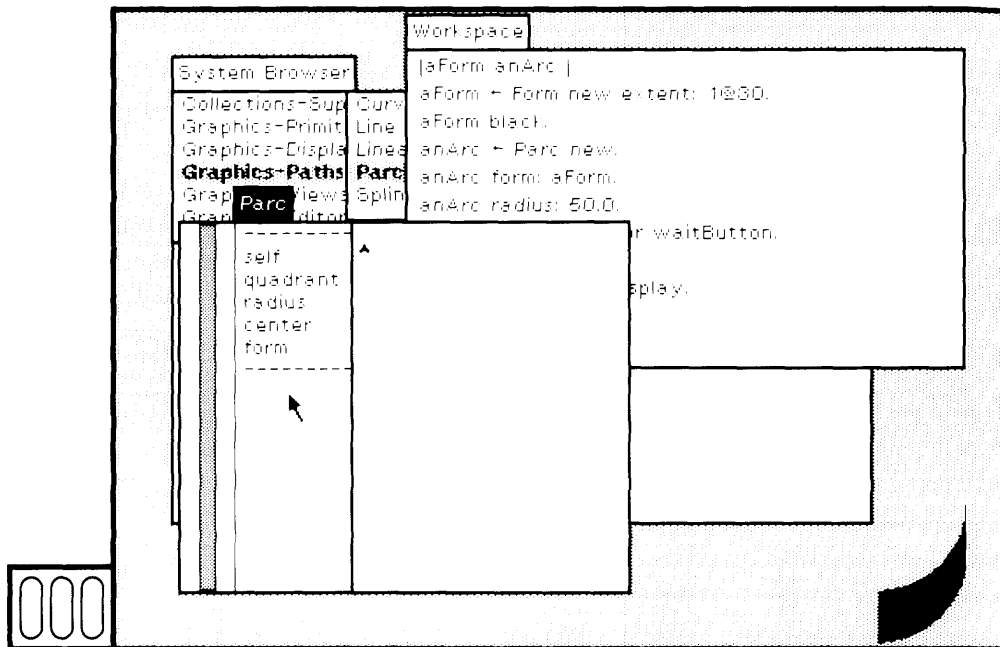 Workspace
|aForm anArc |
aForm ← Form new extent: 1@30.
aForm black.
anArc ← Parc new.
anArc form: aForm.
anArc radius: 50.0.
r waitButton.
splay.
System Browser
Collections-Sup
Graphics-Primit
Graphics-Displa
Graphics-Paths
Grap Views
Grap ditor
Curv
Line
Linea
Parc
Splin
Parc
self
quadrant
radius
center
form